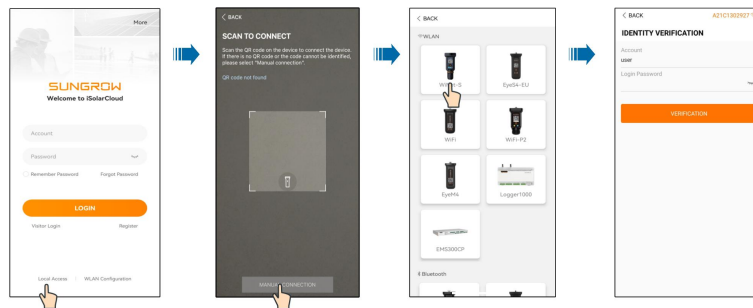 More
SUNGROW
Welcome to iSolarCloud
Account
Password
Remember Password
Forgot Password
LOGIN
Visitor Login
Register
Local Access
WLAN Configuration
BACK
SCAN TO CONNECT
Scan the QR code on the device to connect the device.
If there is no QR code or the code cannot be identified,
please select "Manual connection".
QR code not found
MANUAL CONNECTION
BACK
WLAN
EyeS4-EU
WiFi
WiFi-P2
EyeM4
Logger1000
EMS300CP
Bluetooth
BACK
A21C1302927
IDENTITY VERIFICATION
Account
user
Login Password
VERIFICATION